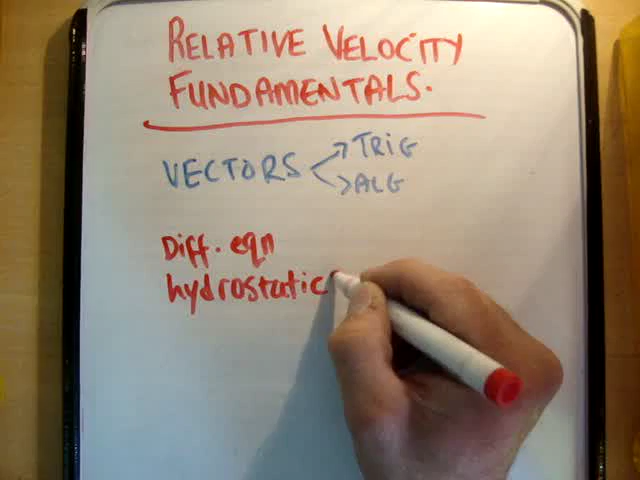 RELATIVE VELOCITY
FUNDAMENTALS.
VECTORS
TRIG
ALG
Diff. eqn
hydrostatic